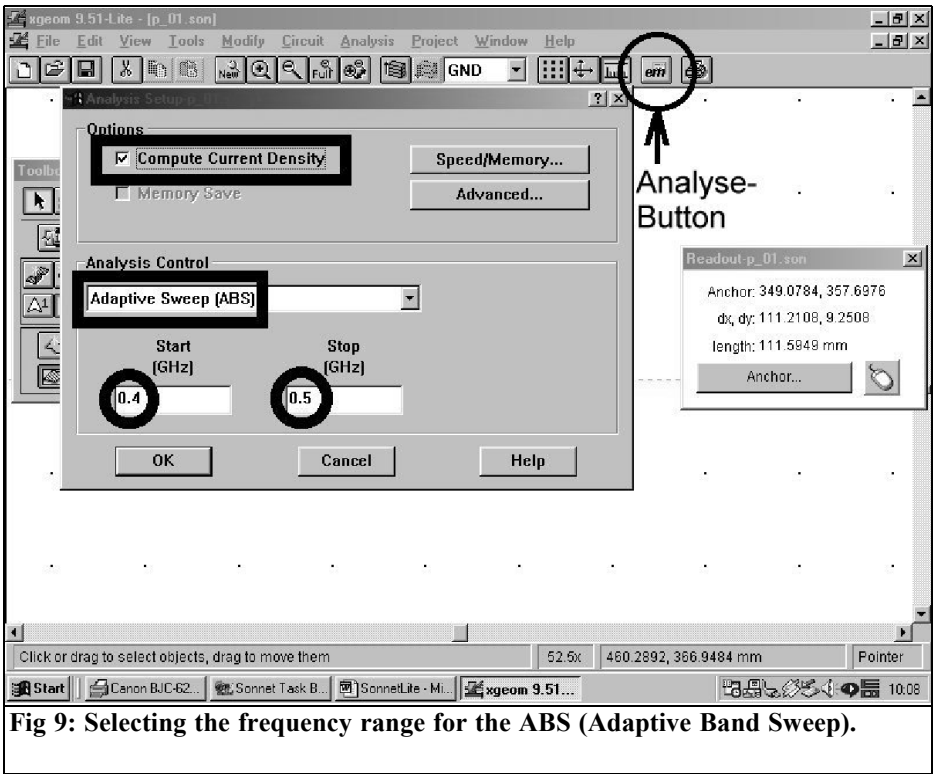 xgeom 9.51-Lite - [p_01.son]
File Edit View Tools Modify Circuit Analysis Project Window Help
New Full GND em
Analysis Setup-p_0
Options
Compute Current Density
Speed/Memory...
Memory Save
Advanced...
Toolbo
Analyse-
Button
Analysis Control
Adaptive Sweep (ABS)
Start
(GHz)
Stop
(GHz)
0.4
0.5
OK
Cancel
Help
Readout-p_01.son
Anchor: 349.0784, 357.6976
dx, dy: 111.2108, 9.2508
length: 111.5949 mm
Anchor...
Click or drag to select objects, drag to move them
52.5x
460.2892, 366.9484 mm
Pointer
Start
Canon BJC-62...
Sonnet Task B...
SonnetLite - Mi...
xgeom 9.51...
10:08
Fig 9: Selecting the frequency range for the ABS (Adaptive Band Sweep).